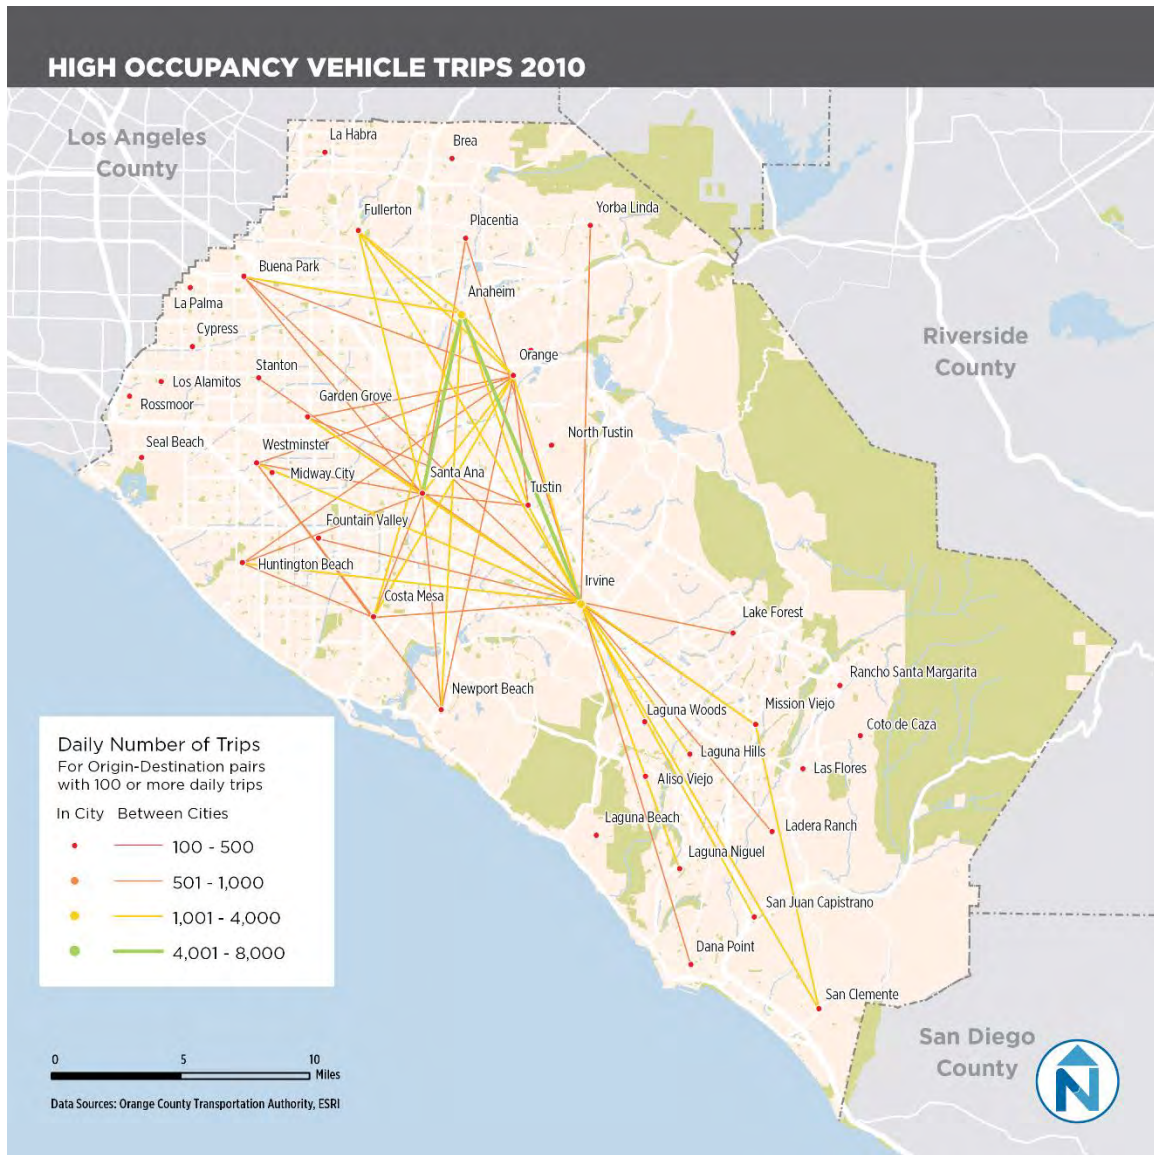 HIGH OCCUPANCY VEHICLE TRIPS 2010
Los Angeles
County
La Habra
Brea
Fullerton
Placentia
Yorba Linda
Buena Park
La Palma
Anaheim
Cypress
Riverside
County
Stanton
Orange
Los Alamitos
Garden Grove
Rossmoor
Seal Beach
Westminster
North Tustin
Midway City
Santa Ana
Tustin
Fountain Valley
Huntington Beach
Irvine
Costa Mesa
Lake Forest
Rancho Santa Margarita
Newport Beach
Laguna Woods
Mission Viejo
Coto de Caza
Laguna Hills
Las Flores
Aliso Viejo
Laguna Beach
Ladera Ranch
Laguna Niguel
San Juan Capistrano
Dana Point
San Clemente
San Diego
County
N
Daily Number of Trips
For Origin-Destination pairs
with 100 or more daily trips
In City Between Cities
100 - 500
501 - 1,000
1,001 - 4,000
4,001 - 8,000
0 5 10
Miles
Data Sources: Orange County Transportation Authority, ESRI